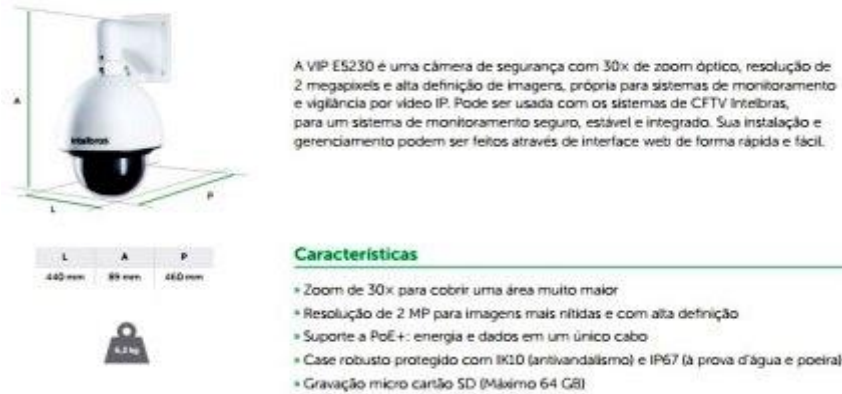 A VIP E5230 é uma câmera de segurança com 30× de zoom óptico, resolução de
2 megapixels e alta definição de imagens, própria para sistemas de monitoramento
e vigilância por vídeo IP. Pode ser usada com os sistemas de CFTV Intelbras,
para um sistema de monitoramento seguro, estável e integrado. Sua instalação e
gerenciamento podem ser feitos através de interface web de forma rápida e fácil.
A
intelbras
P
L
L A P
440 mm 89 mm 460 mm
6,2 kg
Características
» Zoom de 30× para cobrir uma área muito maior
» Resolução de 2 MP para imagens mais nítidas e com alta definição
» Suporte a PoE+: energia e dados em um único cabo
» Case robusto protegido com IK10 (antivandalismo) e IP67 (à prova d'água e poeira)
» Gravação micro cartão SD (Máximo 64 GB)